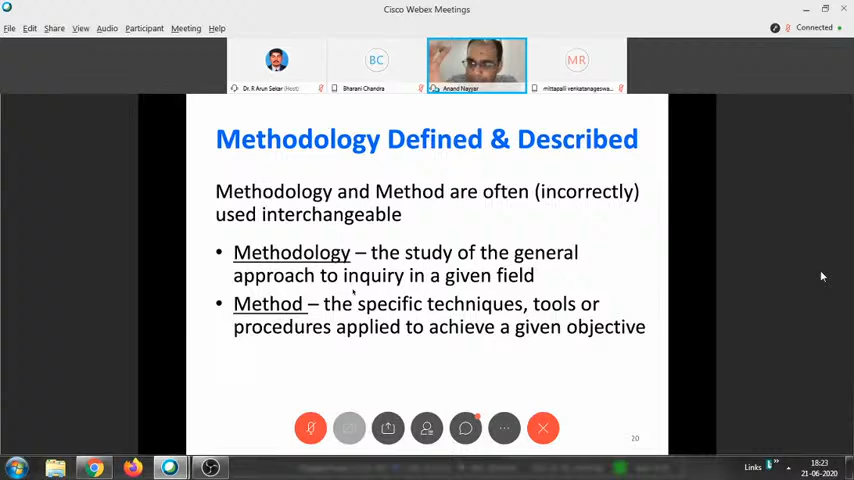 Cisco Webex Meetings
File Edit Share View Audio Participant Meeting Help
Connected
BC
MR
Dr. R Arun Sekar (Host)
Bharani Chandra
Anand Nayyar
mittapalli venkatanageswa...
Methodology Defined & Described
Methodology and Method are often (incorrectly)
used interchangeable
• Methodology – the study of the general
approach to inquiry in a given field
• Method – the specific techniques, tools or
procedures applied to achieve a given objective
20
Links
18:23
21-06-2020